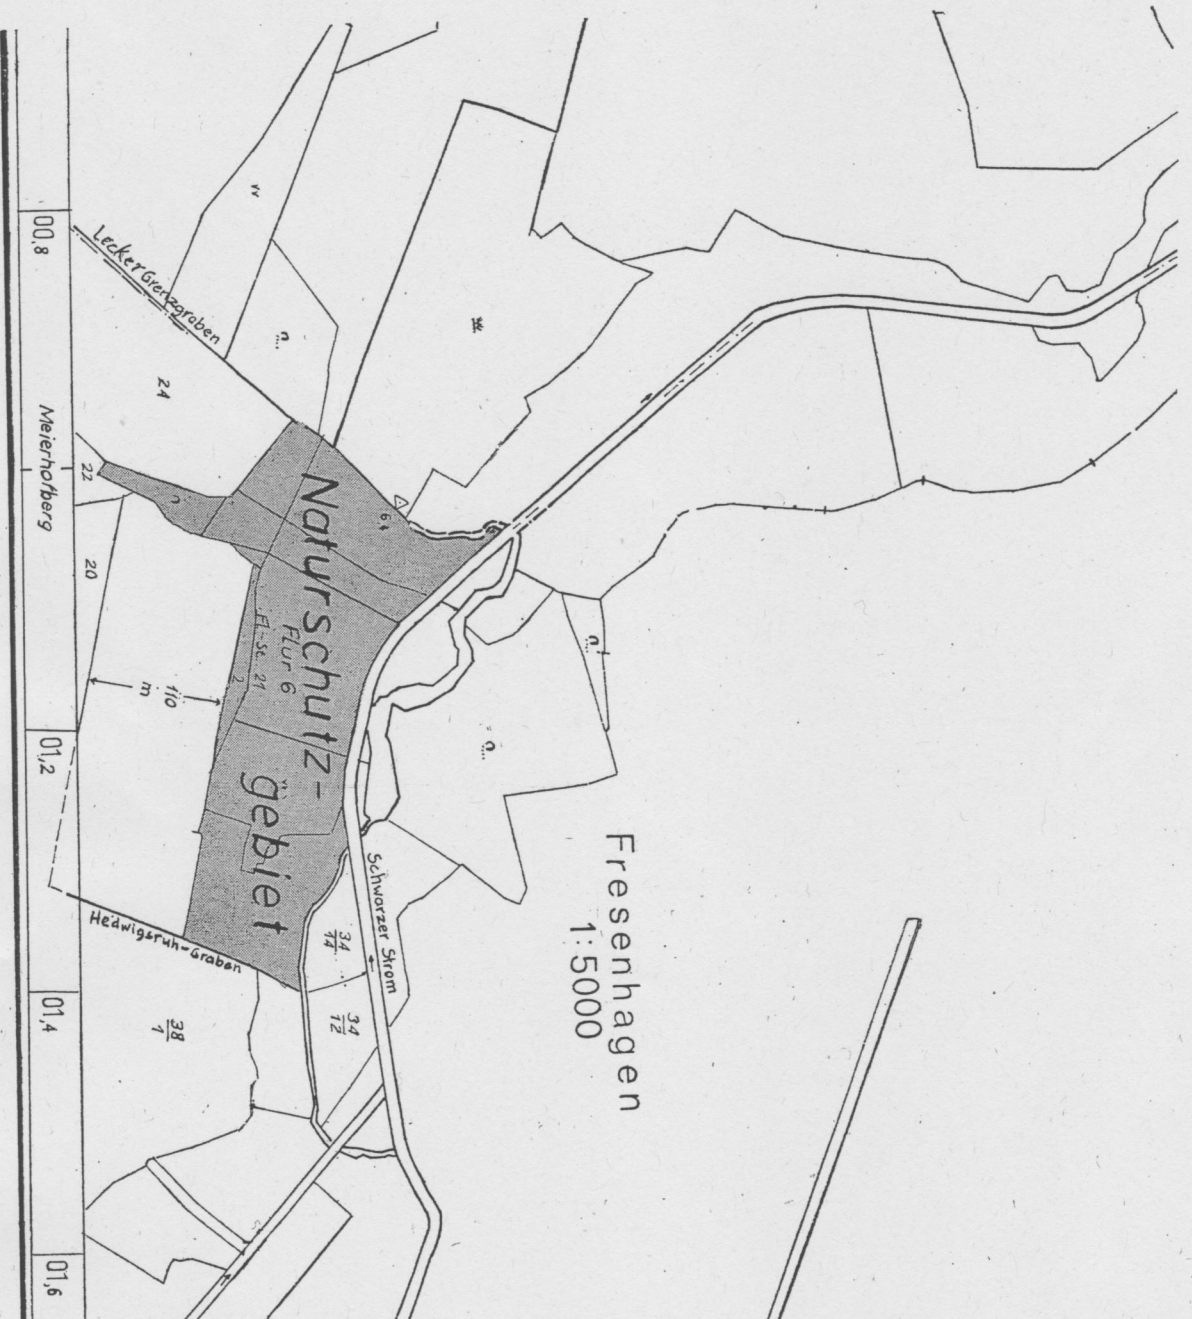 Fresenhagen
1:5000
Naturschutz-
gebiet
Flur 6
Fl.-St. 21
Lecker Grenzgraben
Schwarzer Strom
Hedwigsruh-Graben
Meierhofberg
00,8
01,2
01,4
01,6
24
22
20
110
m
34
14
34
12
38
1